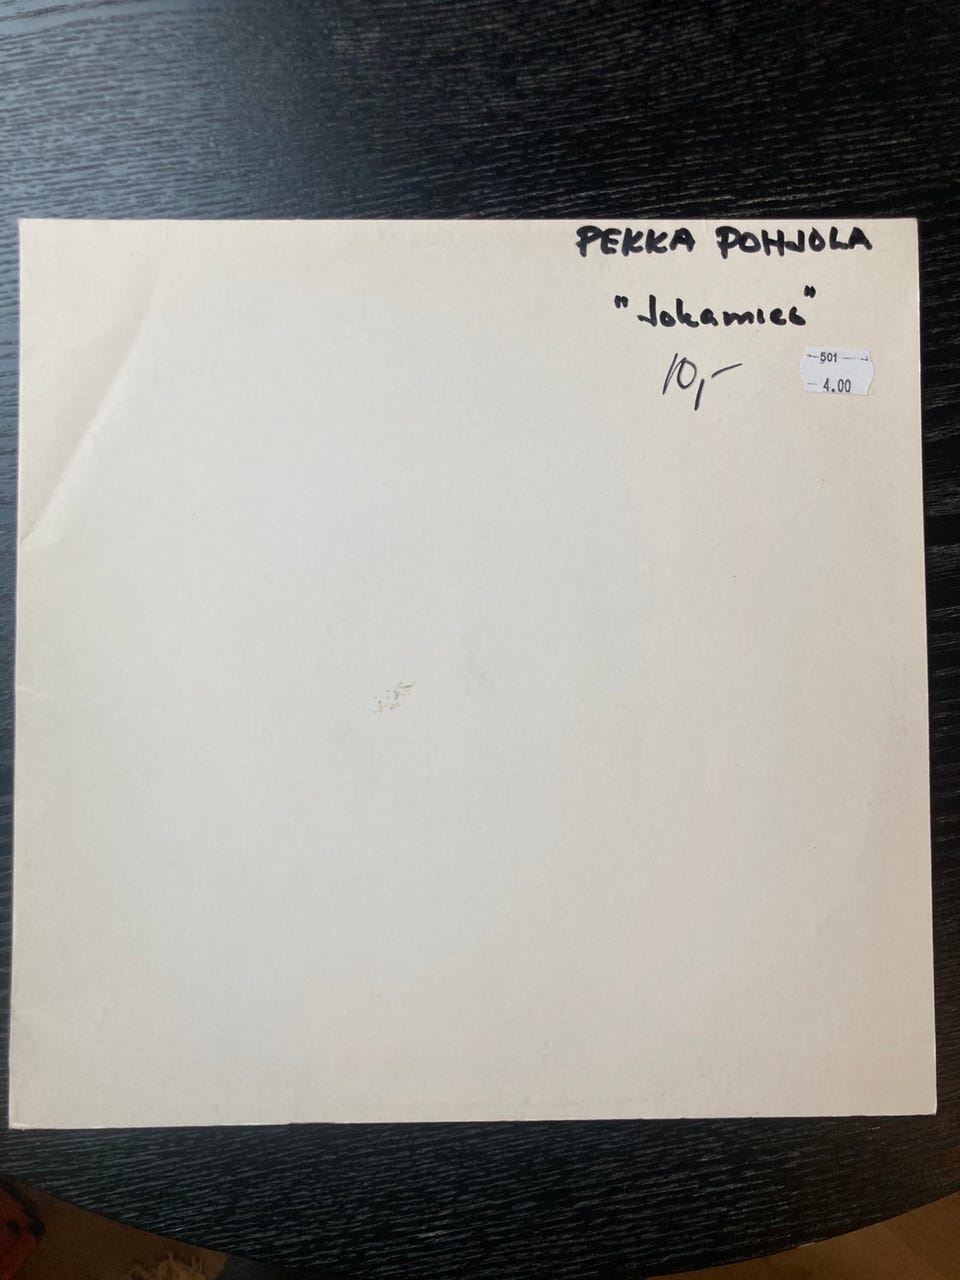 PEKKA POHJOLA
"Jokamies"
10,-
501
4.00